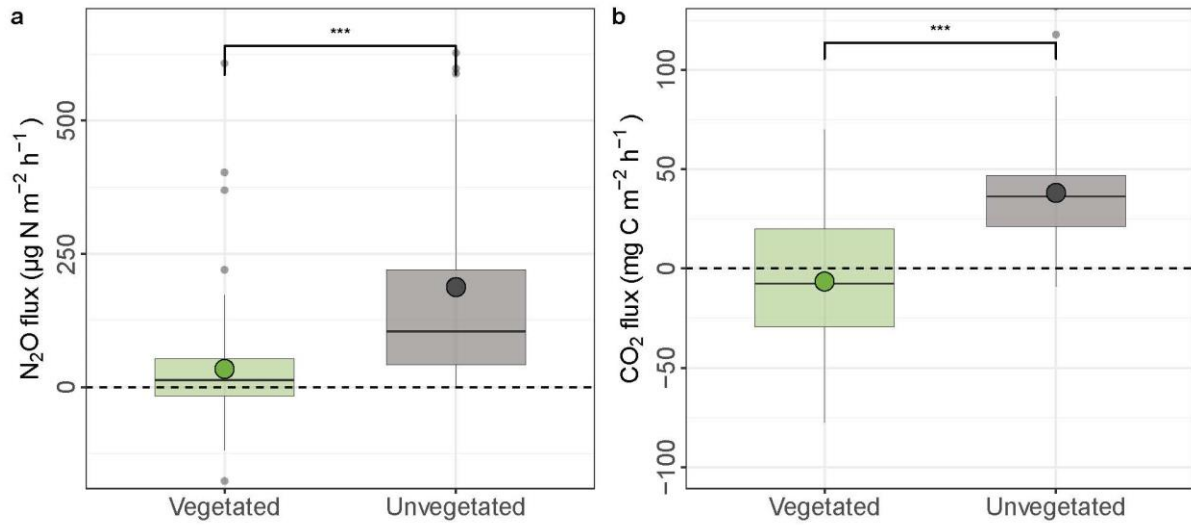 a
***
N₂O flux (µg N m⁻² h⁻¹)
500
250
0
Vegetated
Unvegetated
b
***
CO₂ flux (mg C m⁻² h⁻¹)
100
50
0
−50
−100
Vegetated
Unvegetated